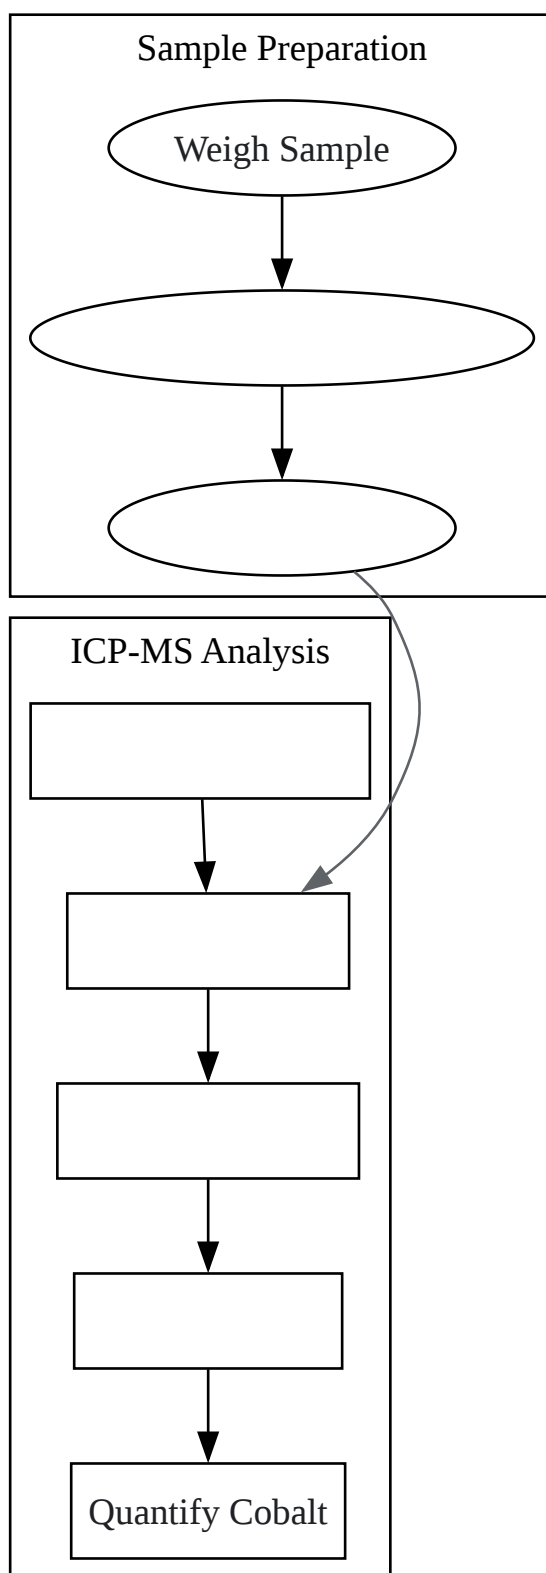 Sample Preparation
Weigh Sample
ICP-MS Analysis
Quantify Cobalt